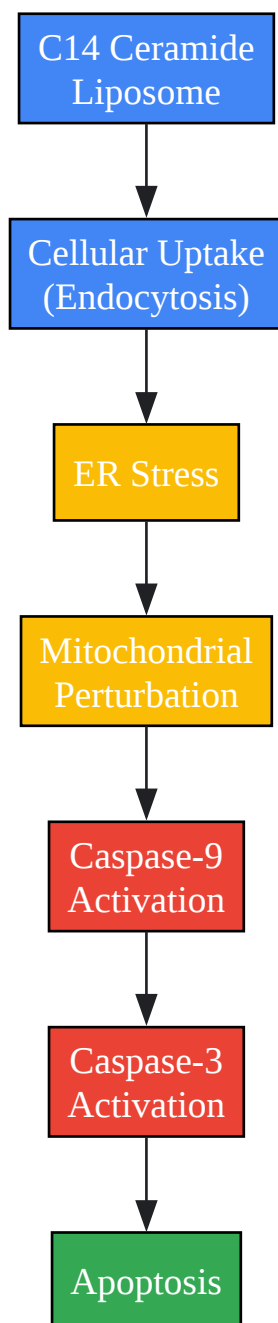 C14 Ceramide
Liposome
Cellular Uptake
(Endocytosis)
ER Stress
Mitochondrial
Perturbation
Caspase-9
Activation
Caspase-3
Activation
Apoptosis